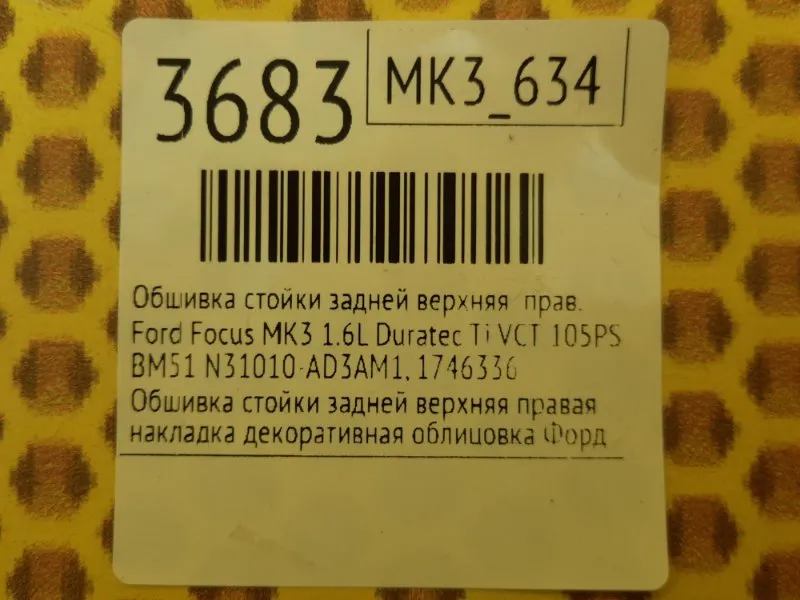 3683
MK3_634
Обшивка стойки задней верхняя прав.
Ford Focus MK3 1.6L Duratec Ti VCT 105PS
BM51 N31010-AD3AM1, 1746336
Обшивка стойки задней верхняя правая
накладка декоративная облицовка Форд